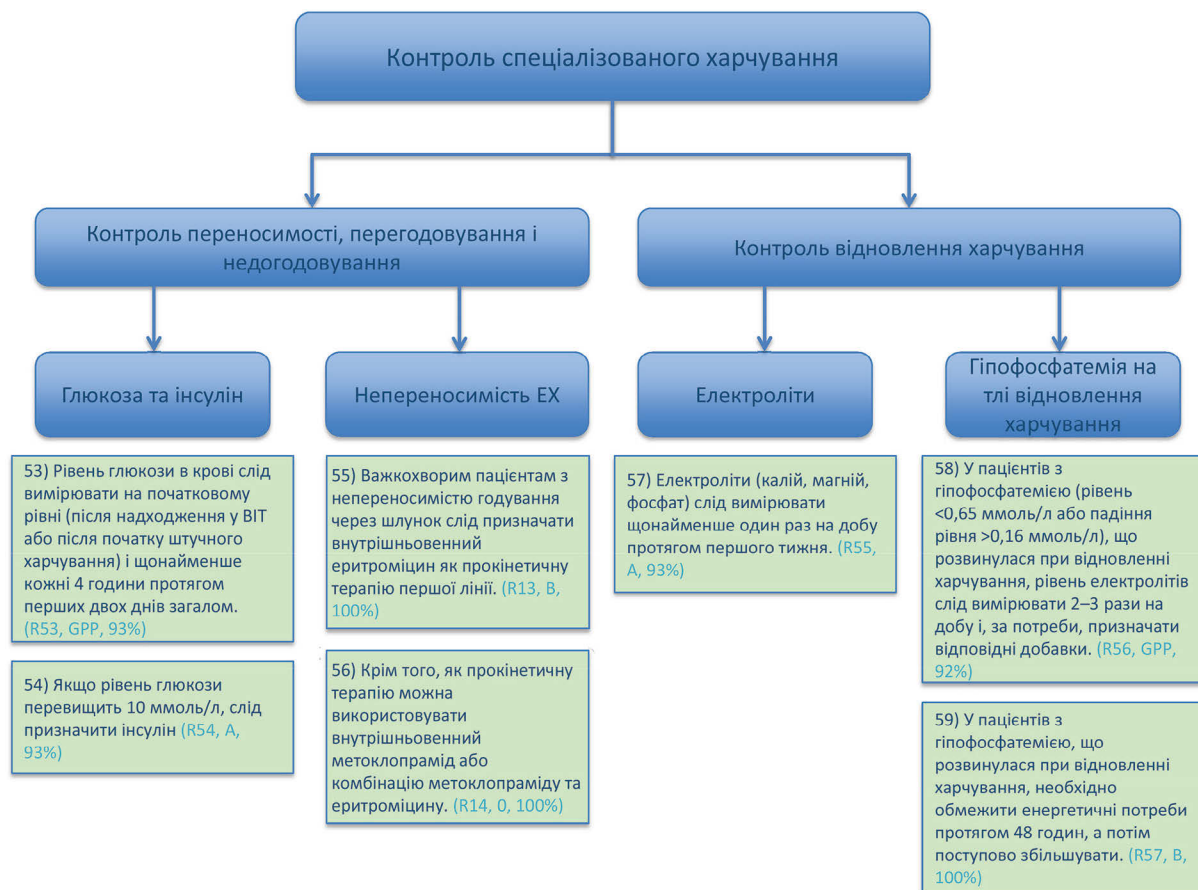 Контроль спеціалізованого харчування
Контроль переносимості, перегодовування і
недогодовування
Контроль відновлення харчування
Глюкоза та інсулін
Непереносимість ЕХ
Електроліти
Гіпофосфатемія на
тлі відновлення
харчування
53) Рівень глюкози в крові слід
вимірювати на початковому
рівні (після надходження у ВІТ
або після початку штучного
харчування) і щонайменше
кожні 4 години протягом
перших двох днів загалом.
(R53, GPP, 93%)
54) Якщо рівень глюкози
перевищить 10 ммоль/л, слід
призначити інсулін (R54, A,
93%)
55) Важкохворим пацієнтам з
непереносимістю годування
через шлунок слід призначати
внутрішньовенний
еритроміцин як прокінетичну
терапію першої лінії. (R13, B,
100%)
56) Крім того, як прокінетичну
терапію можна
використовувати
внутрішньовенний
метоклопрамід або
комбінацію метоклопраміду та
еритроміцину. (R14, 0, 100%)
57) Електроліти (калій, магній,
фосфат) слід вимірювати
щонайменше один раз на добу
протягом першого тижня. (R55,
A, 93%)
58) У пацієнтів з
гіпофосфатемією (рівень
<0,65 ммоль/л або падіння
рівня >0,16 ммоль/л), що
розвинулася при відновленні
харчування, рівень електролітів
слід вимірювати 2–3 рази на
добу і, за потреби, призначати
відповідні добавки. (R56, GPP,
92%)
59) У пацієнтів з
гіпофосфатемією, що
розвинулася при відновленні
харчування, необхідно
обмежити енергетичні потреби
протягом 48 годин, а потім
поступово збільшувати. (R57, B,
100%)